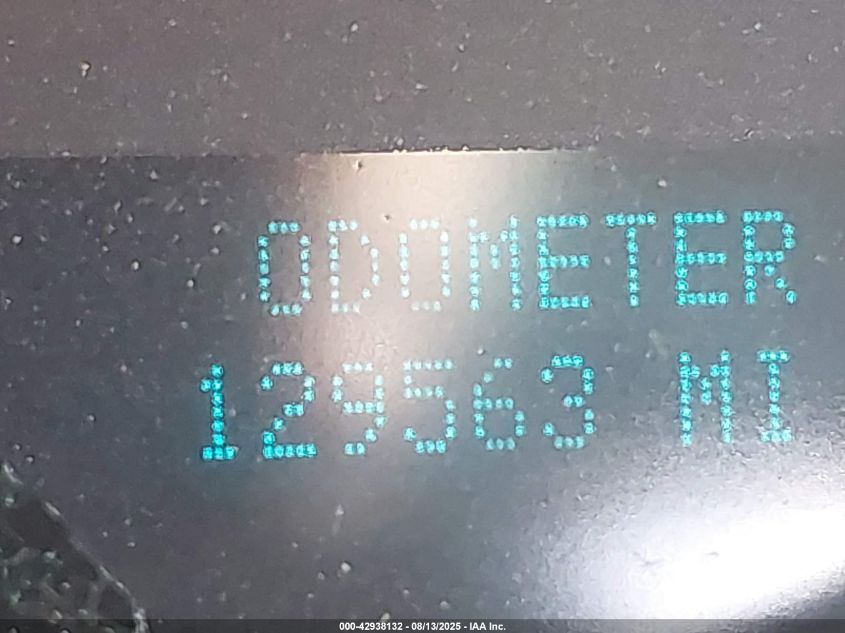 ODOMETER
129563 MI
000-42938132 - 08/13/2025 - IAA Inc.